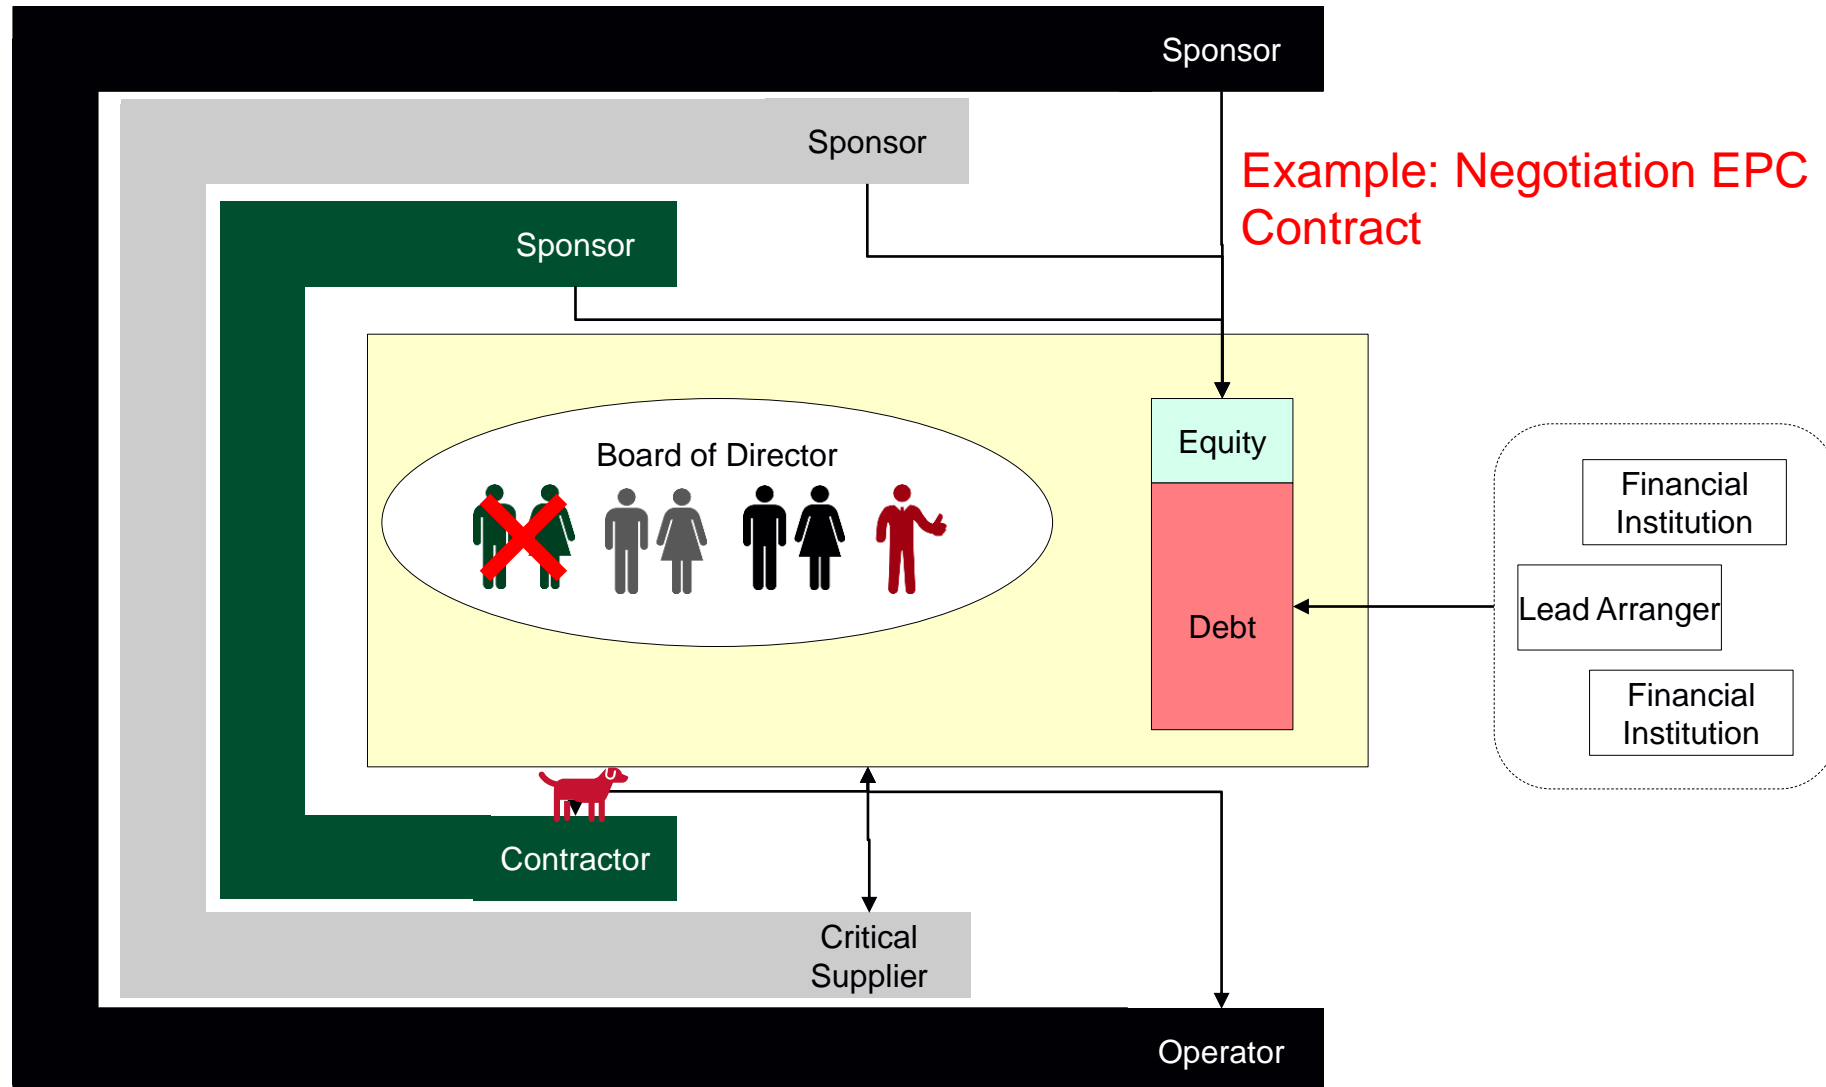 Sponsor
Sponsor
Example: Negotiation EPC
Contract
Sponsor
Board of Director
Equity
Financial
Institution
Lead Arranger
Debt
Financial
Institution
Contractor
Critical
Supplier
Operator